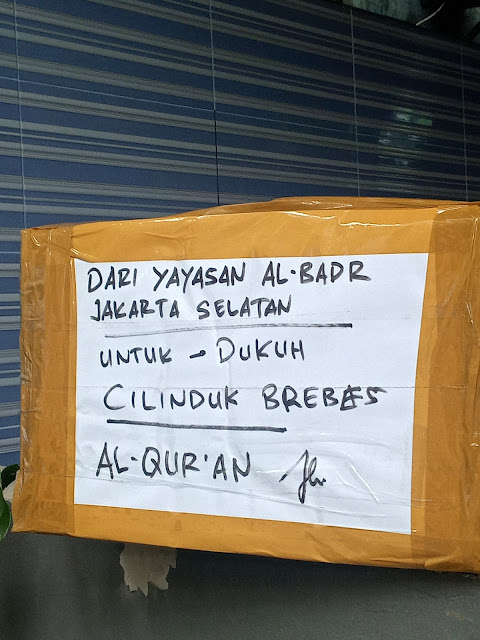 DARI YAYASAN AL-BADR
JAKARTA SELATAN
UNTUK - DUKUH
CILINDUK BREBES
AL-QUR'AN